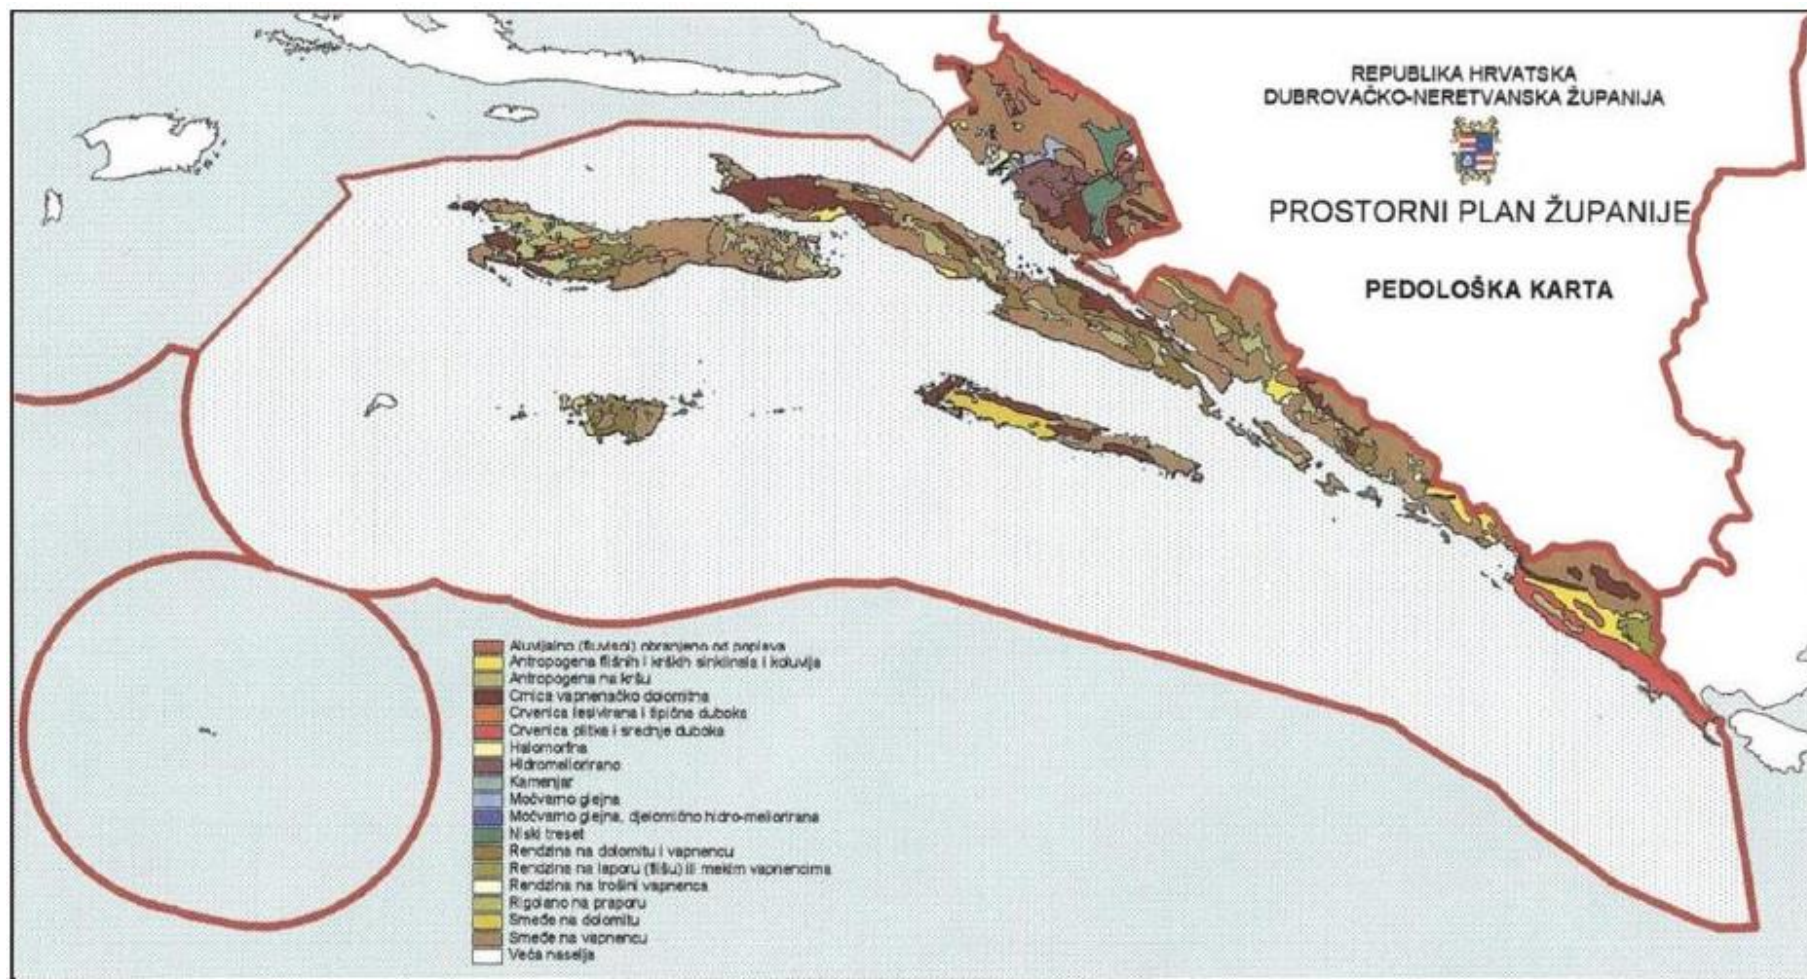 REPUBLIKA HRVATSKA
DUBROVAČKO-NERETVANSKA ŽUPANIJA
PROSTORNI PLAN ŽUPANIJE
PEDOLOŠKA KARTA
Aluvijalno (fluvisol) obranjeno od poplava
Antropogena flišnih i krških sinklinala i koluvija
Antropogena na kršu
Crnica vapnenačko dolomitna
Crvenica lesivirana i tipična duboka
Crvenica plitka i srednje duboka
Halomorfna
Hidromeliorirano
Kamenjar
Močvarno glejna
Močvarno glejna, djelomično hidro-meliorirana
Niski treset
Rendzina na dolomitu i vapnencu
Rendzina na laporu (flišu) ili mekim vapnencima
Rendzina na trošini vapnenca
Rigolano na praporu
Smeđe na dolomitu
Smeđe na vapnencu
Veća naselja